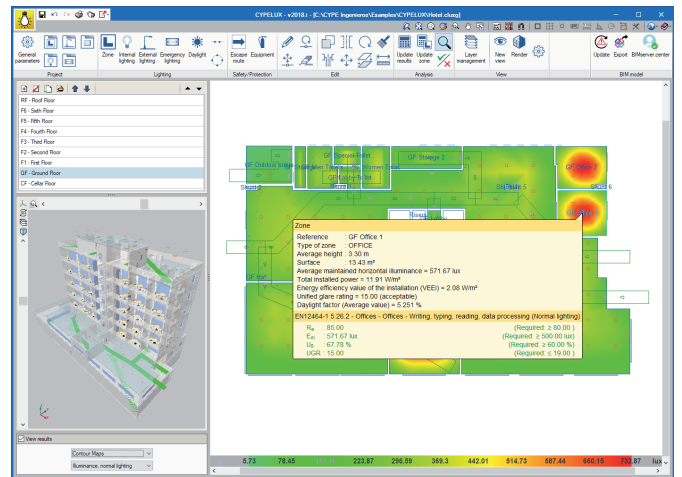 CYPELUX - v2018.i - [C:\CYPE Ingenieros\Examples\CYPELUX\Hotel.clurg]
General parameters
Zone
Internal lighting
External lighting
Emergency lighting
Daylight
Escape route
Equipment
Update results
Update zone
Layer management
New view
Render
Update
Export
BIMserver.center
Project
Lighting
Safety/Protection
Edit
Analysis
View
BIM model
RF - Roof Floor
F6 - Sixth Floor
F5 - Fifth Floor
F4 - Fourth Floor
F3 - Third Floor
F2 - Second Floor
F1 - First Floor
GF - Ground Floor
CF - Cellar Floor
GF Special Toilet
GF Storage 2
Zone
Reference : GF Office 1
Type of zone : OFFICE
Average height : 3.30 m
Surface : 13.43 m²
Average maintained horizontal illuminance = 571.67 lux
Total installed power = 11.91 W/m²
Energy efficiency value of the installation (VEEI) = 2.08 W/m²
Unified glare rating = 15.00 (acceptable)
Daylight factor (Average value) = 5.251 %
EN12464-1 5.26.2 - Offices - Offices - Writing, typing, reading, data processing (Normal lighting)
Ra : 85.00 (Required: ≥ 80.00 )
Em : 571.67 lux (Required: ≥ 500.00 lux)
U0 : 67.78 % (Required: ≥ 60.00 %)
UGR : 15.00 (Required: ≤ 19.00 )
View results
Contour Maps
Illuminance, normal lighting
5.73 78.45 223.87 296.59 369.3 442.01 514.73 587.44 660.15 732.87 lux